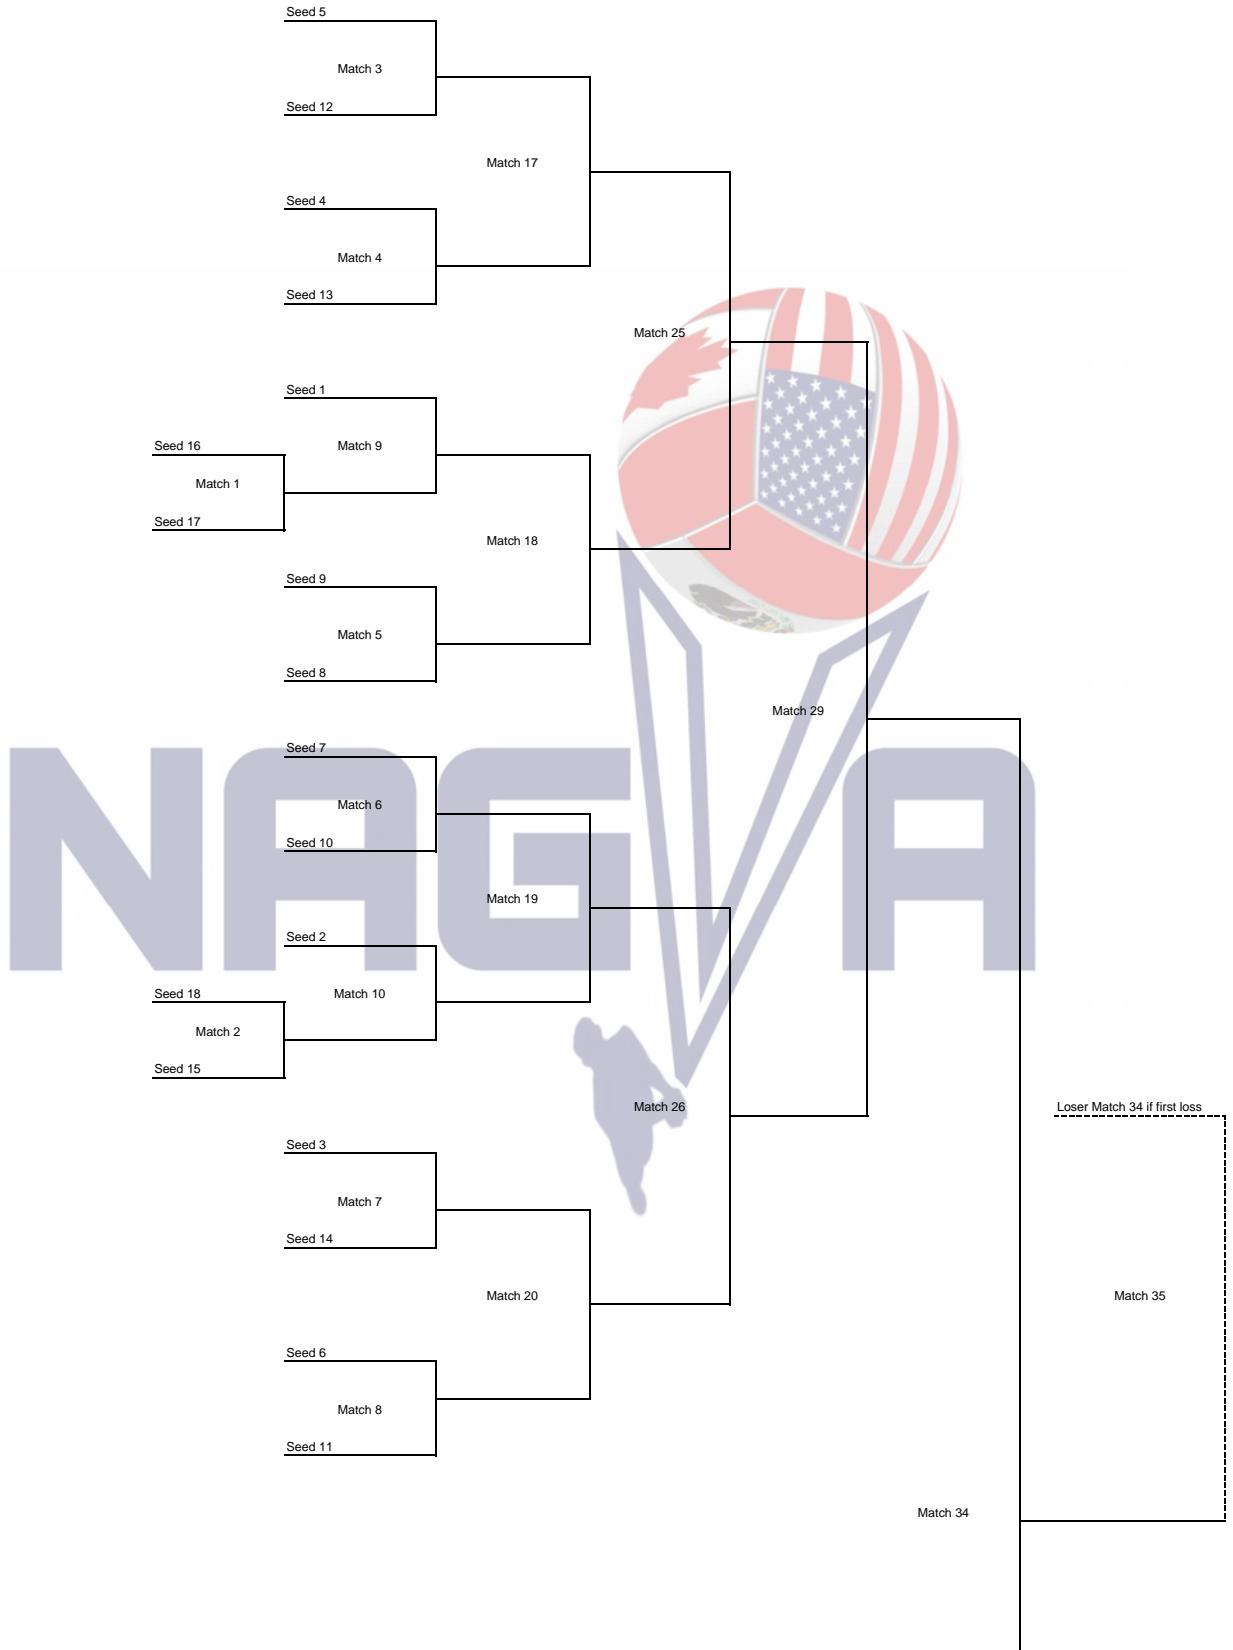 Seed 5
Match 3
Seed 12
Match 17
Seed 4
Match 4
Seed 13
Match 25
Seed 1
Seed 16
Match 9
Match 1
Seed 17
Match 18
Seed 9
Match 5
Seed 8
Match 29
Seed 7
Match 6
Seed 10
Match 19
Seed 2
Seed 18
Match 10
Match 2
Seed 15
Match 26
Loser Match 34 if first loss
Seed 3
Match 7
Seed 14
Match 20
Match 35
Seed 6
Match 8
Seed 11
Match 34
NAGVA